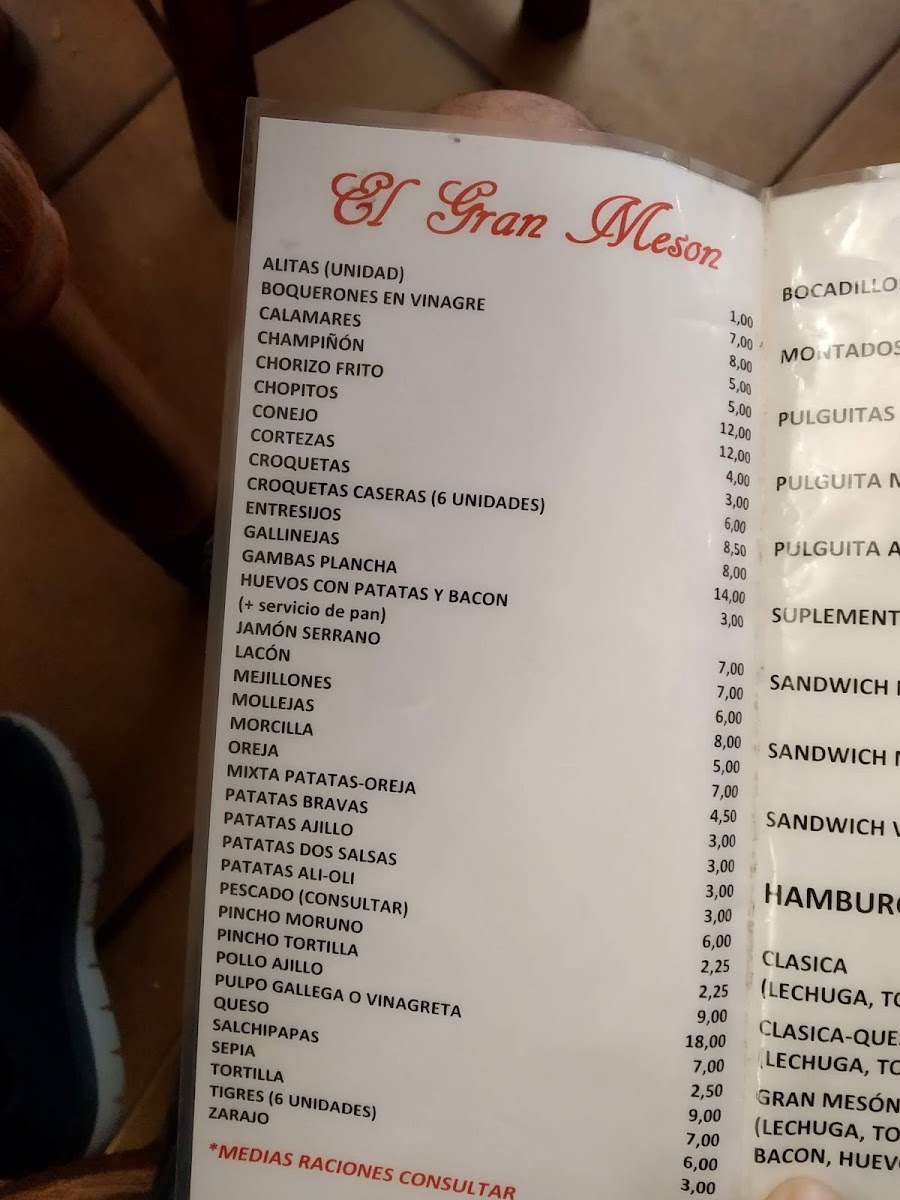 El Gran Meson
ALITAS (UNIDAD) 1,00
BOQUERONES EN VINAGRE 7,00
CALAMARES 8,00
CHAMPIÑÓN 5,00
CHORIZO FRITO 5,00
CHOPITOS 12,00
CONEJO 12,00
CORTEZAS 4,00
CROQUETAS 3,00
CROQUETAS CASERAS (6 UNIDADES) 6,00
ENTRESIJOS 8,50
GALLINEJAS 8,00
GAMBAS PLANCHA 14,00
HUEVOS CON PATATAS Y BACON 3,00
(+ servicio de pan)
JAMÓN SERRANO 7,00
LACÓN 7,00
MEJILLONES 6,00
MOLLEJAS 8,00
MORCILLA 5,00
OREJA 7,00
MIXTA PATATAS-OREJA 4,50
PATATAS BRAVAS 3,00
PATATAS AJILLO 3,00
PATATAS DOS SALSAS 3,00
PATATAS ALI-OLI 3,00
PESCADO (CONSULTAR) 6,00
PINCHO MORUNO 2,25
PINCHO TORTILLA 2,25
POLLO AJILLO 9,00
PULPO GALLEGA O VINAGRETA 18,00
QUESO 7,00
SALCHIPAPAS 2,50
SEPIA 9,00
TORTILLA 7,00
TIGRES (6 UNIDADES) 6,00
ZARAJO 3,00
*MEDIAS RACIONES CONSULTAR
BOCADILLOS
MONTADOS
PULGUITAS
PULGUITA
PULGUITA A
SUPLEMENT
SANDWICH
SANDWICH
SANDWICH V
HAMBURG
CLASICA
(LECHUGA, TO
CLASICA-QUE
(LECHUGA, TO
GRAN MESÓN
(LECHUGA, TO
BACON, HUEV